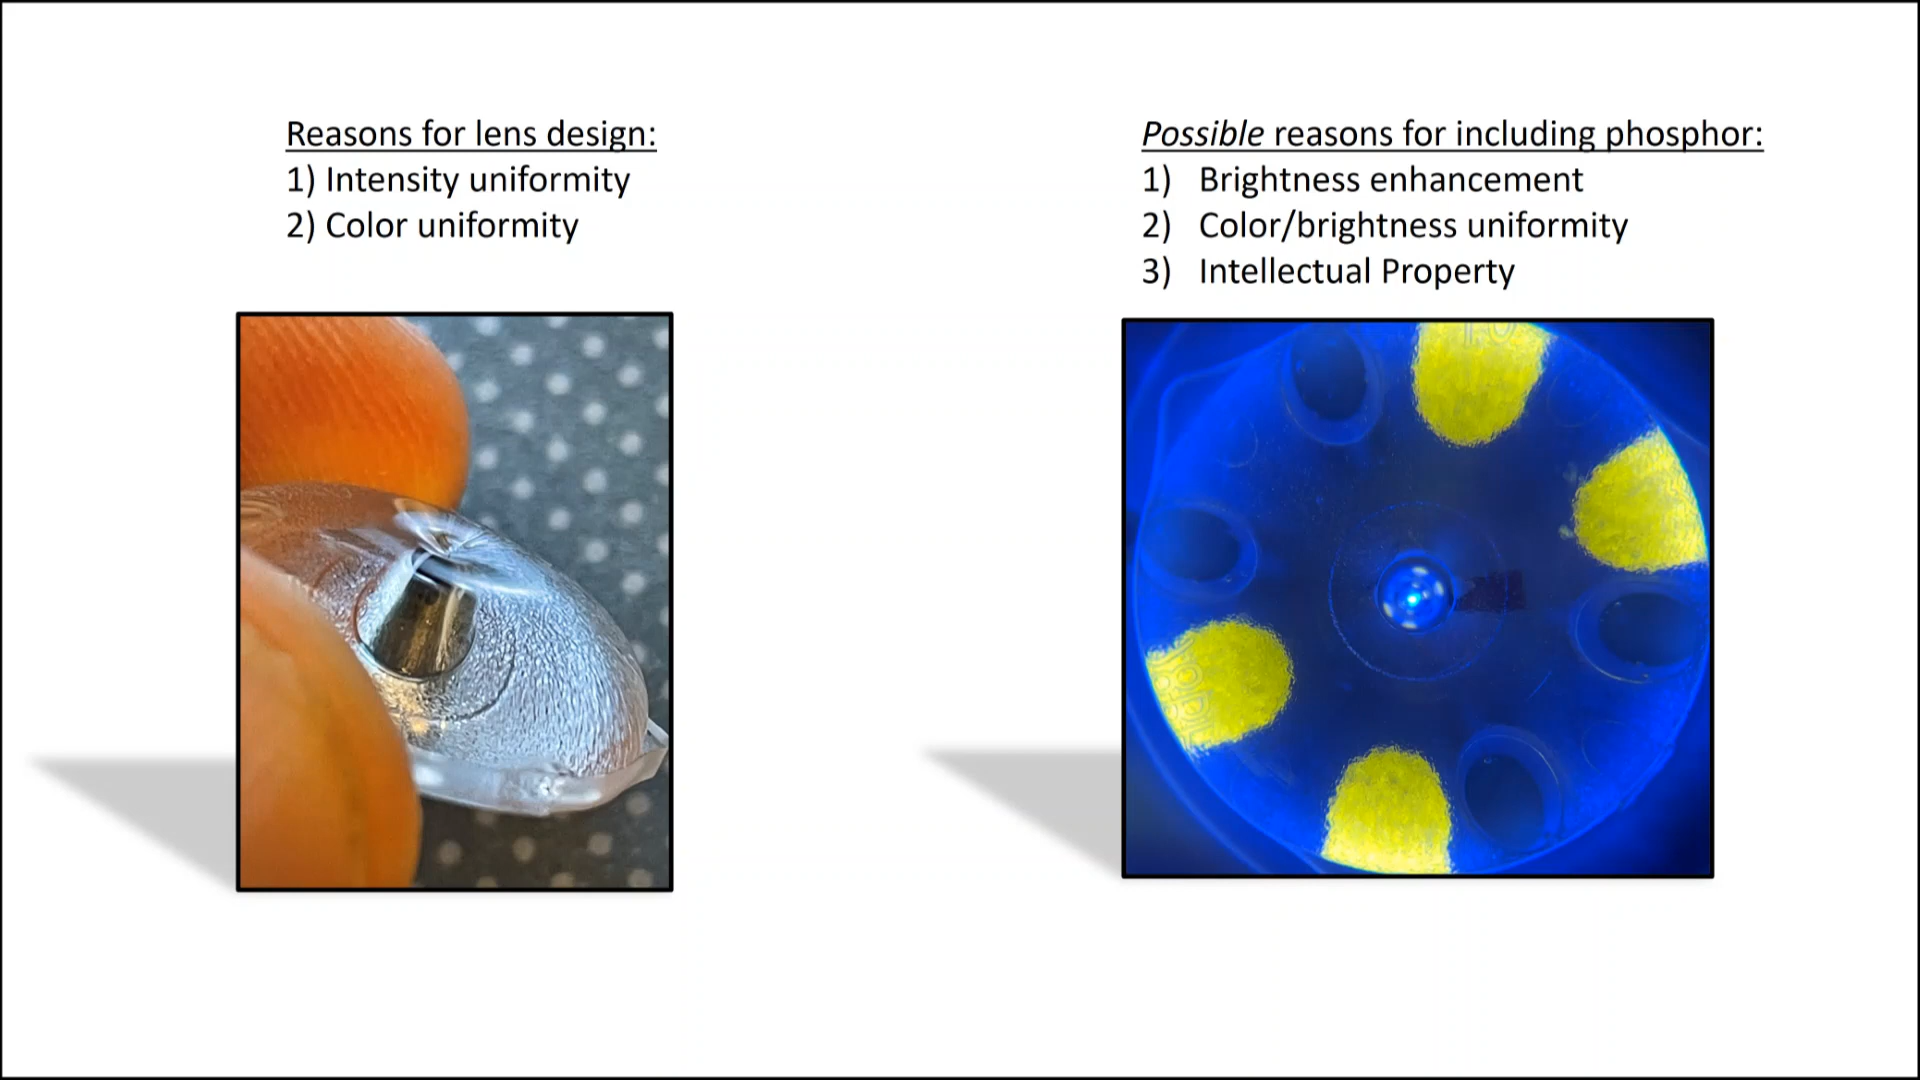 Reasons for lens design:
1) Intensity uniformity
2) Color uniformity
Possible reasons for including phosphor:
1) Brightness enhancement
2) Color/brightness uniformity
3) Intellectual Property